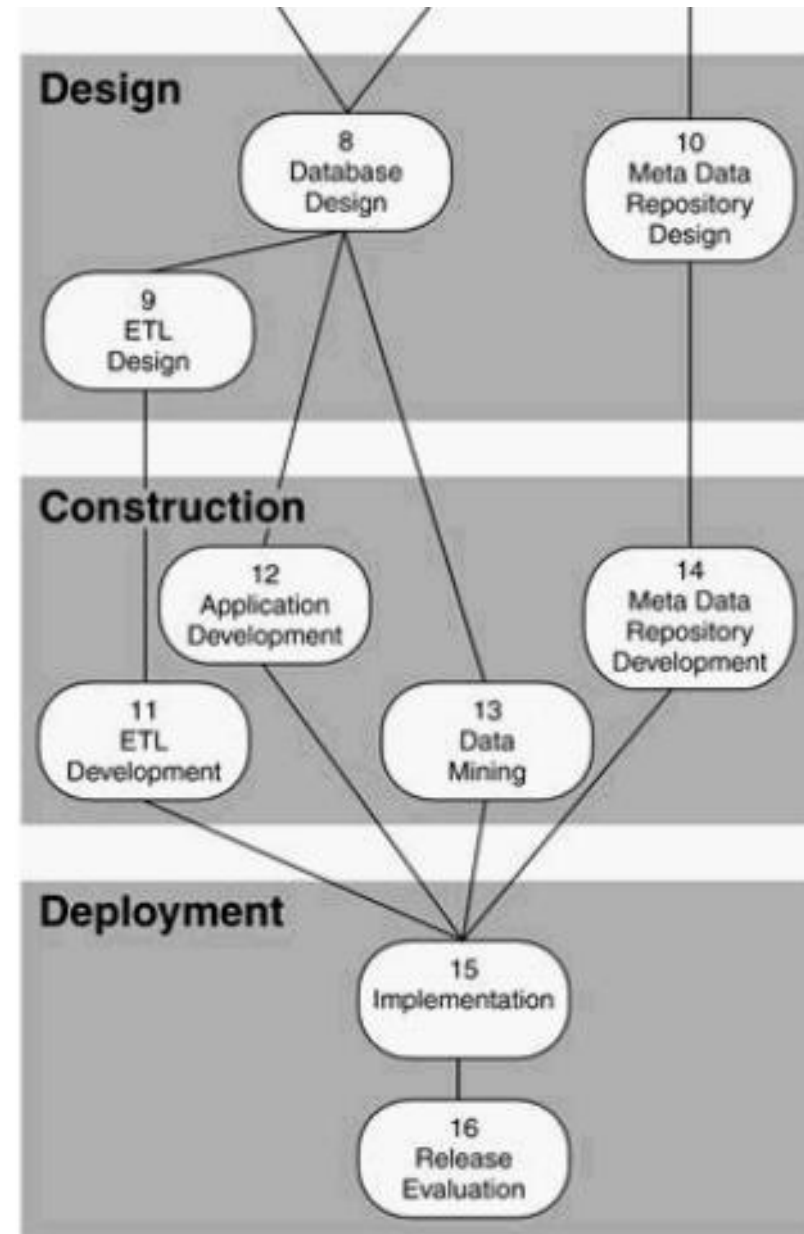 Design
8
Database
Design
10
Meta Data
Repository
Design
9
ETL
Design
Construction
12
Application
Development
14
Meta Data
Repository
Development
11
ETL
Development
13
Data
Mining
Deployment
15
Implementation
16
Release
Evaluation